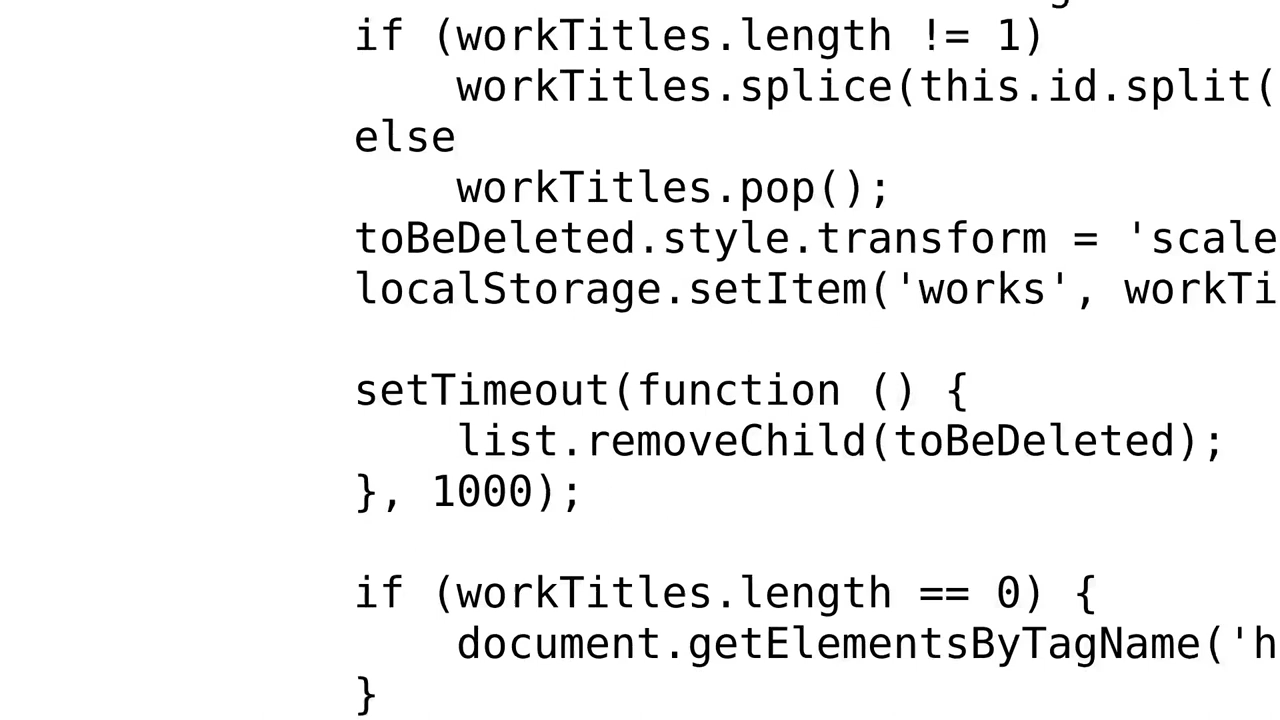 if (workTitles.length != 1)
    workTitles.splice(this.id.split(
else
    workTitles.pop();
toBeDeleted.style.transform = 'scale
localStorage.setItem('works', workTi

setTimeout(function () {
    list.removeChild(toBeDeleted);
}, 1000);

if (workTitles.length == 0) {
    document.getElementsByTagName('h
}